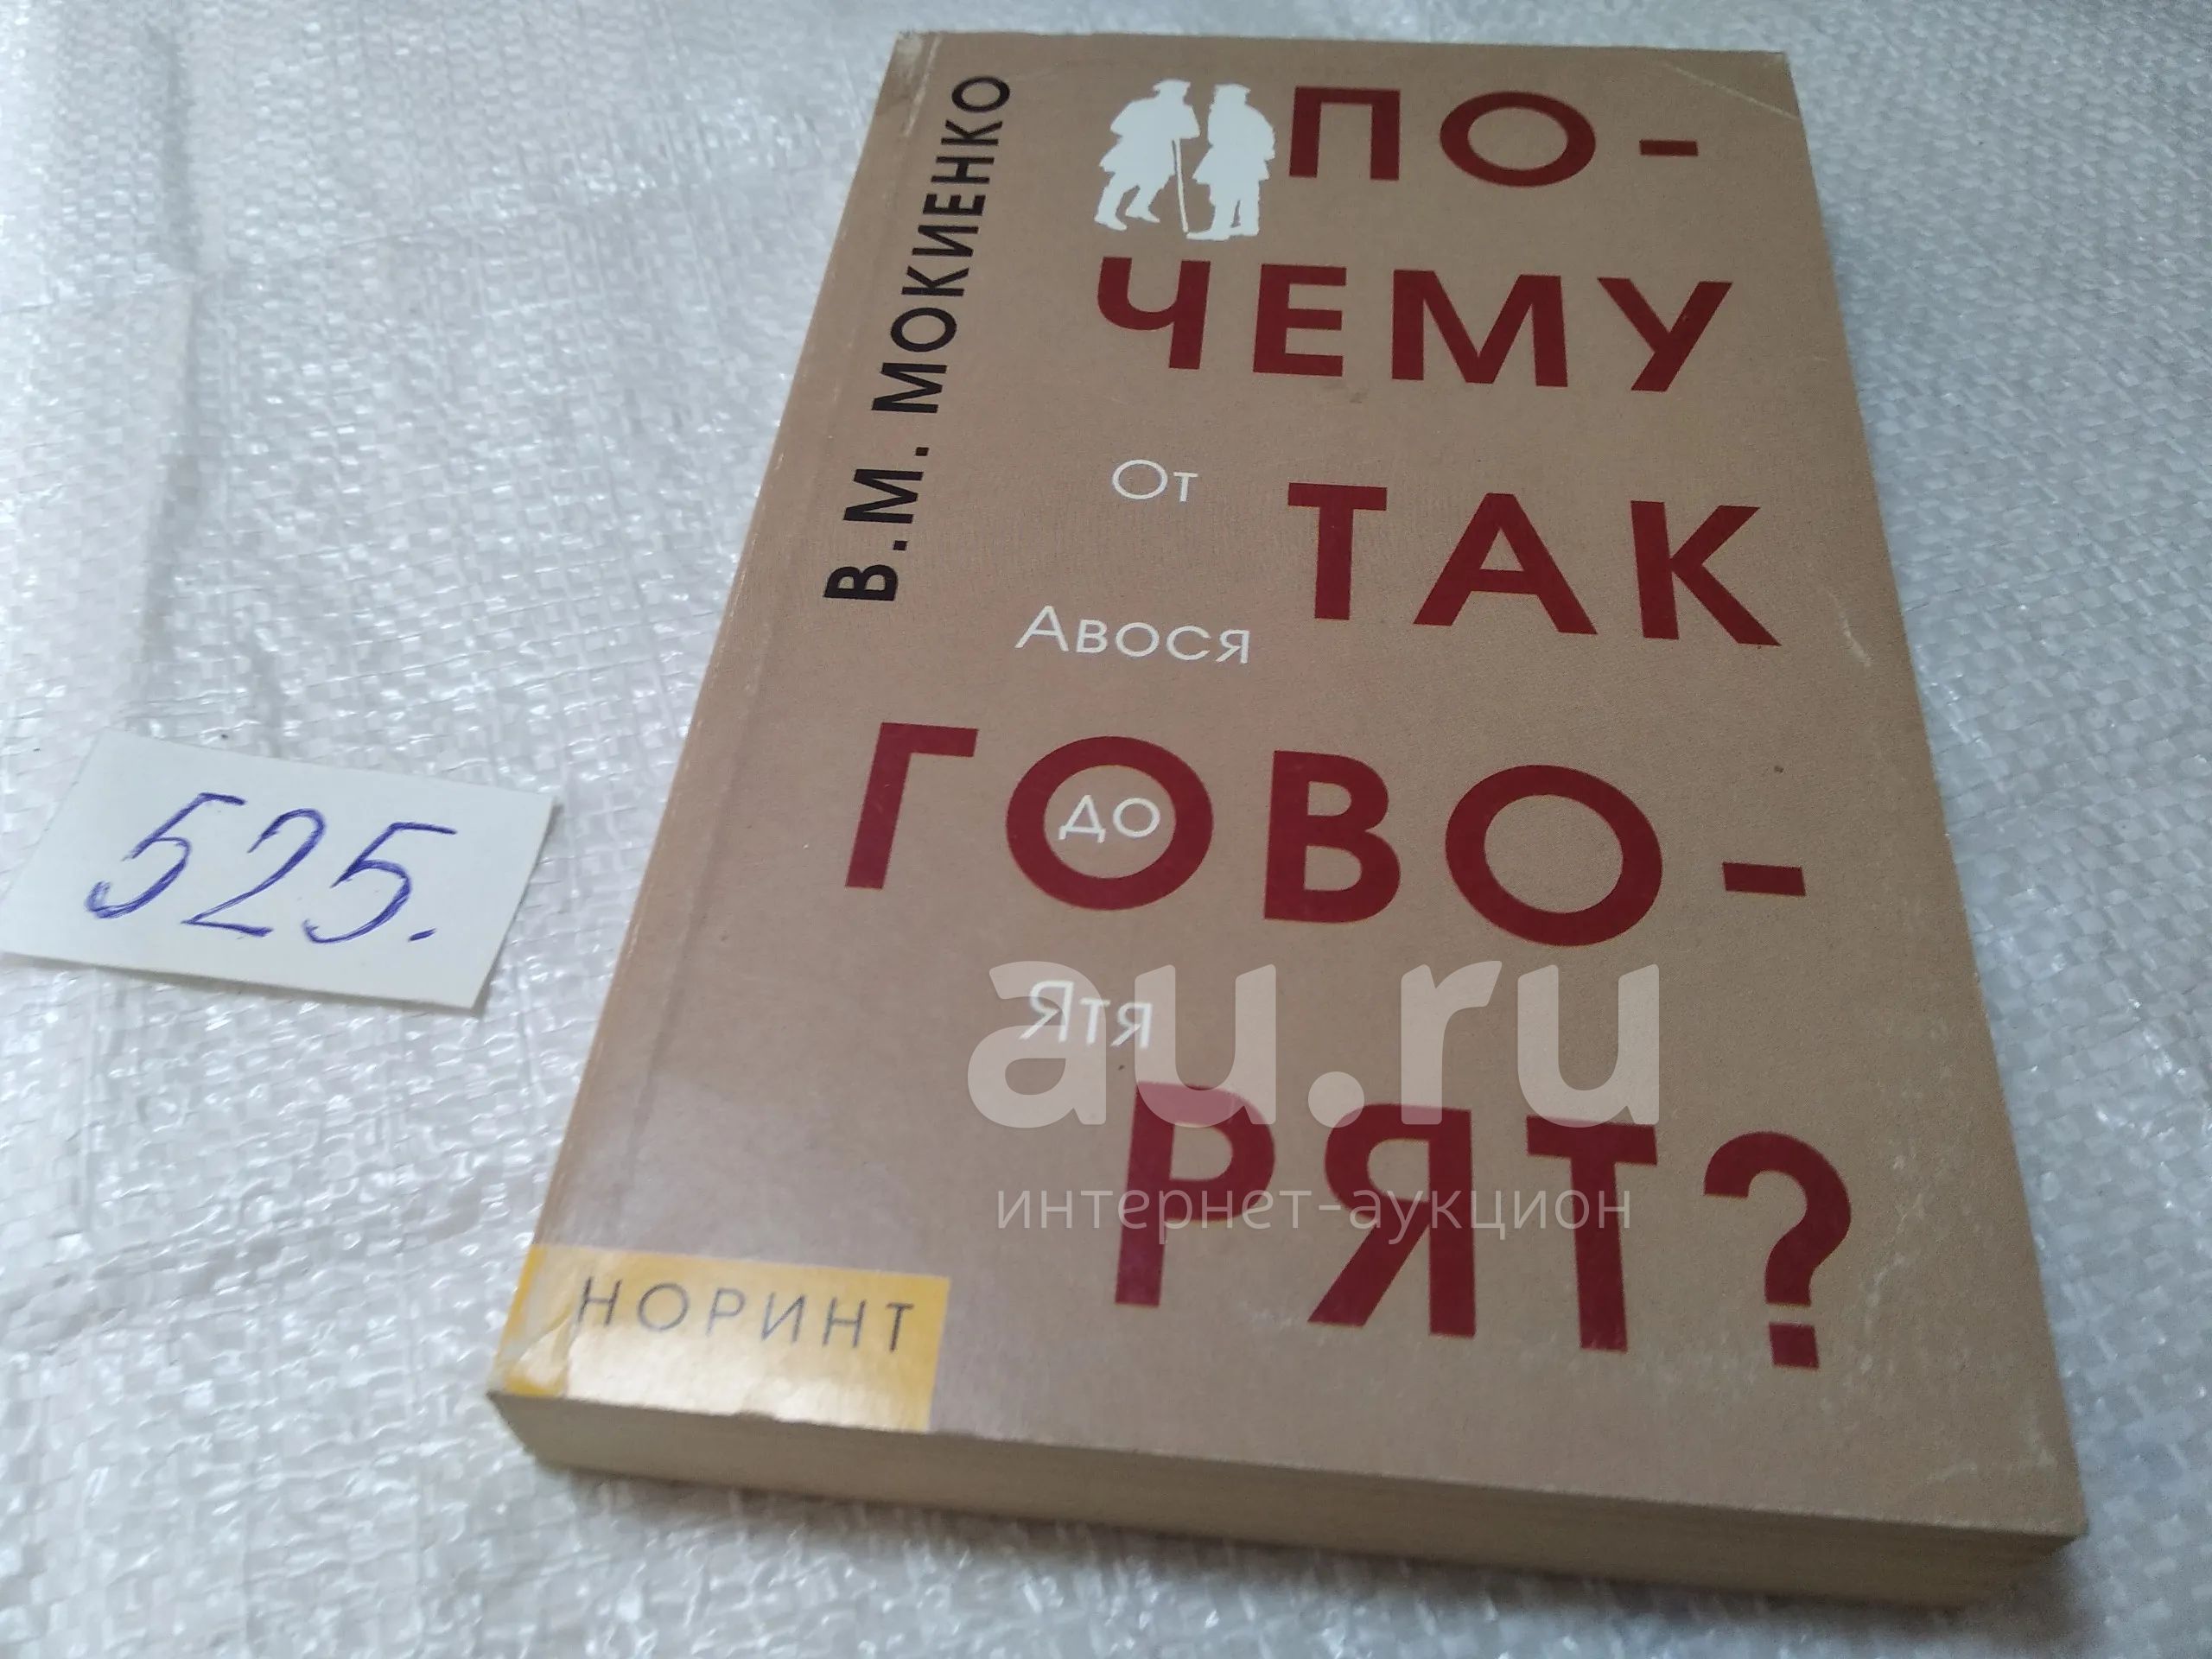 В.М. МОКИЕНКО
ПО-
ЧЕМУ
От
ТАК
Авося
ГОВО-
до
Ятя
РЯТ?
НОРИНТ
525.
au.ru
интернет-аукцион